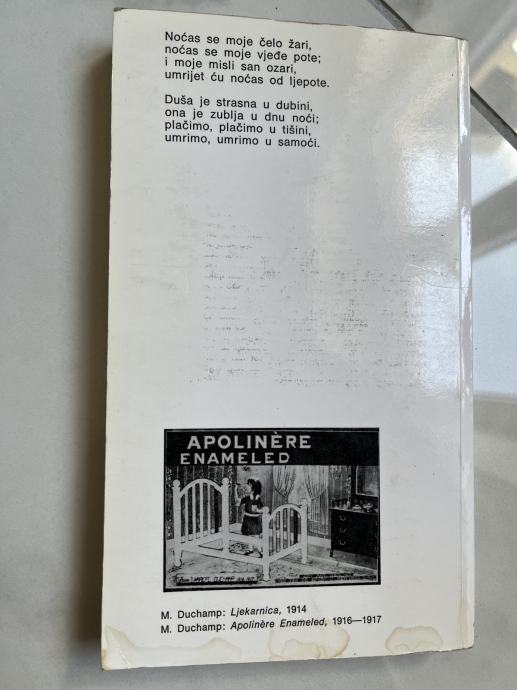 Noćas se moje čelo žari,
noćas se moje vjeđe pote;
i moje misli san ozari,
umrijet ću noćas od ljepote.
Duša je strasna u dubini,
ona je zublja u dnu noći;
plačimo, plačimo u tišini,
umrimo, umrimo u samoći.
APOLINÈRE
ENAMELED
M. Duchamp: Ljekarnica, 1914
M. Duchamp: Apolinère Enameled, 1916—1917